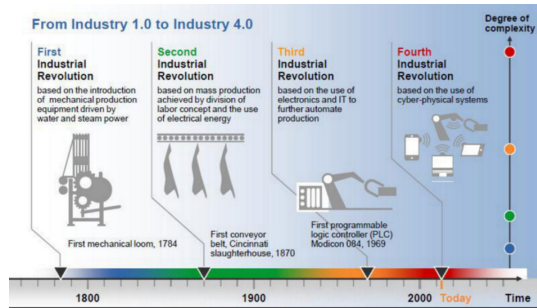 From Industry 1.0 to Industry 4.0
Degree of
complexity
First
Industrial
Revolution
based on the introduction
of mechanical production
equipment driven by
water and steam power
Second
Industrial
Revolution
based on mass production
achieved by division of
labor concept and the use
of electrical energy
Third
Industrial
Revolution
based on the use of
electronics and IT to
further automate
production
Fourth
Industrial
Revolution
based on the use of
cyber-physical systems
First mechanical loom, 1784
First conveyor
belt, Cincinnati
slaughterhouse, 1870
First programmable
logic controller (PLC)
Modicon 084, 1969
1800
1900
2000
Today
Time